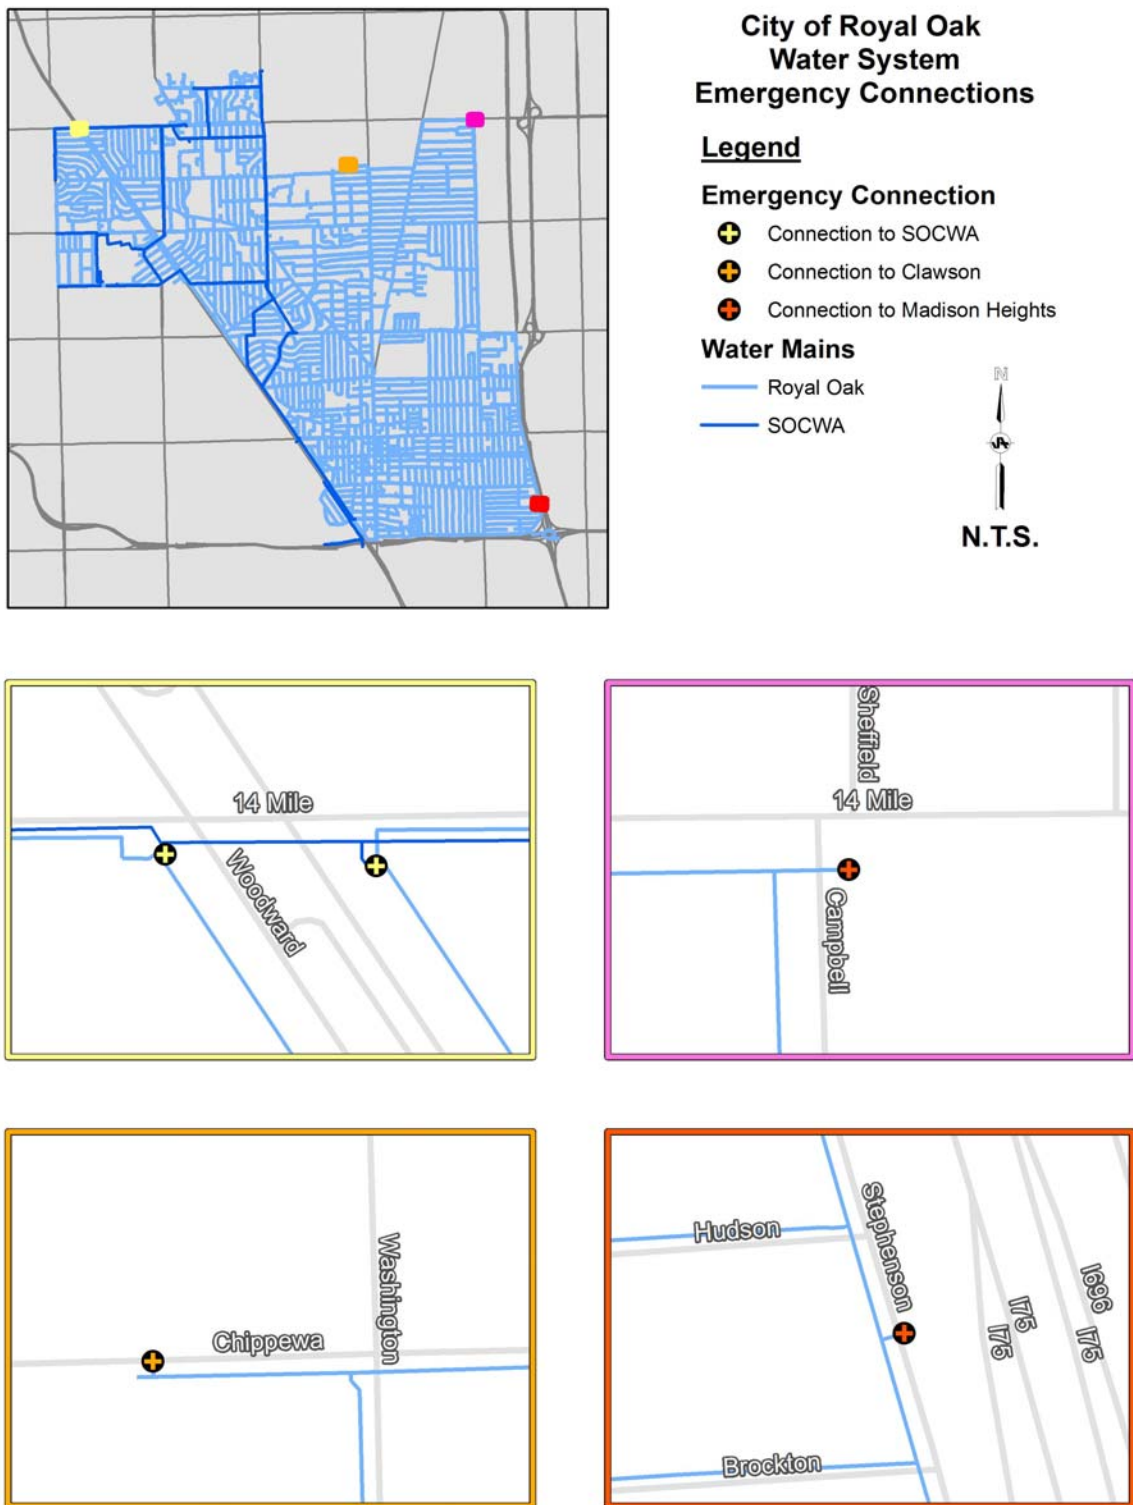 City of Royal Oak
Water System
Emergency Connections
Legend
Emergency Connection
Connection to SOCWA
Connection to Clawson
Connection to Madison Heights
Water Mains
Royal Oak
SOCWA
N
N.T.S.
14 Mile
Woodward
Sheffield
14 Mile
Campbell
Washington
Chippewa
Hudson
Stephenson
I696
I75
I75
I75
Brockton